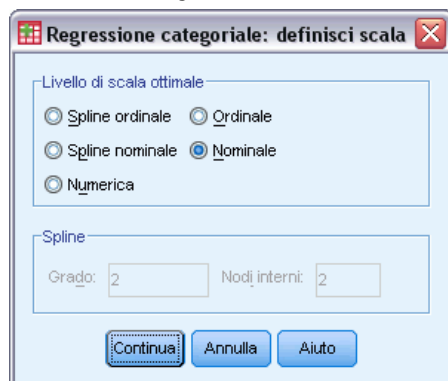 Regressione categoriale: definisci scala
Livello di scala ottimale
Spline ordinale Ordinale
Spline nominale Nominale
Numerica
Spline
Grado: 2 Nodi interni: 2
Continua Annulla Aiuto